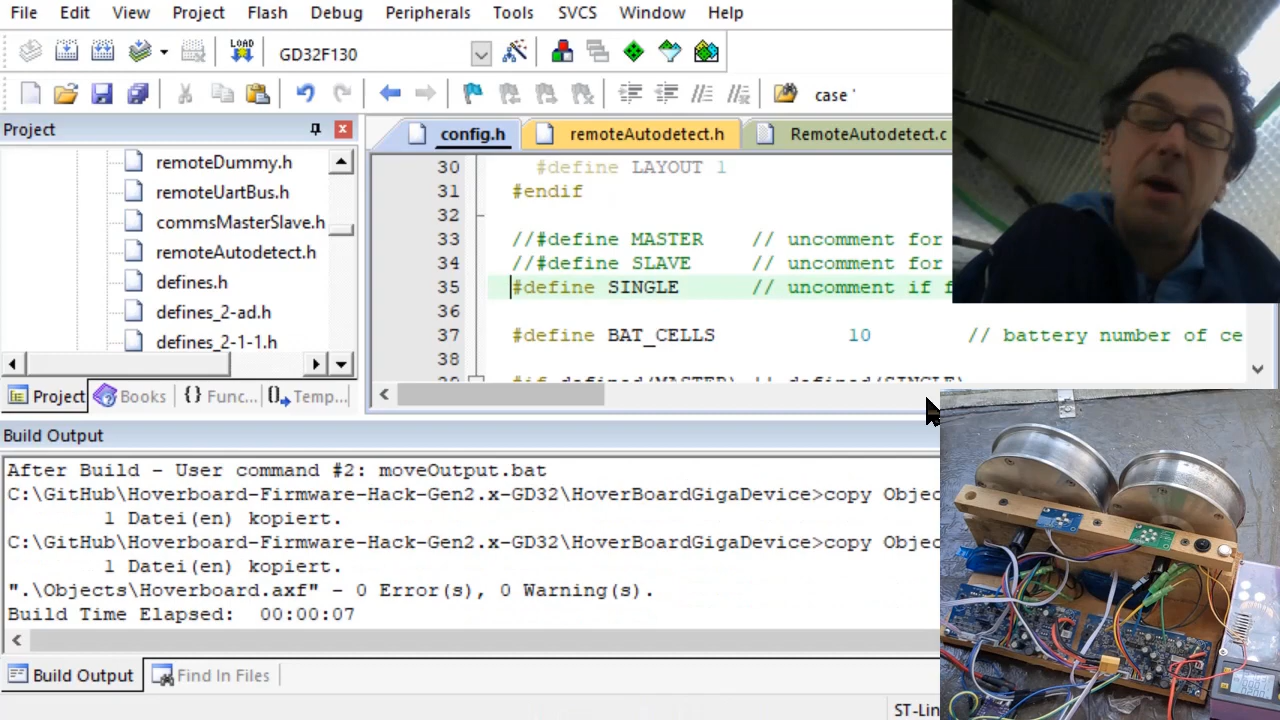 File Edit View Project Flash Debug Peripherals Tools SVCS Window Help
LOAD GD32F130
case '
Project
config.h remoteAutodetect.h RemoteAutodetect.c
remoteDummy.h
remoteUartBus.h
commsMasterSlave.h
remoteAutodetect.h
defines.h
defines_2-ad.h
defines_2-1-1.h
30 #define LAYOUT 1
31 #endif
32
33 //#define MASTER // uncomment for
34 //#define SLAVE // uncomment for
35 #define SINGLE // uncomment if f
36
37 #define BAT_CELLS 10 // battery number of ce
38
#if defined(MASTER) || defined(SINGLE)
Project Books {} Func... Temp...
Build Output
After Build - User command #2: moveOutput.bat
C:\GitHub\Hoverboard-Firmware-Hack-Gen2.x-GD32\HoverBoardGigaDevice>copy Objec
1 Datei(en) kopiert.
C:\GitHub\Hoverboard-Firmware-Hack-Gen2.x-GD32\HoverBoardGigaDevice>copy Objec
1 Datei(en) kopiert.
".\Objects\Hoverboard.axf" - 0 Error(s), 0 Warning(s).
Build Time Elapsed: 00:00:07
Build Output Find In Files
ST-Lin